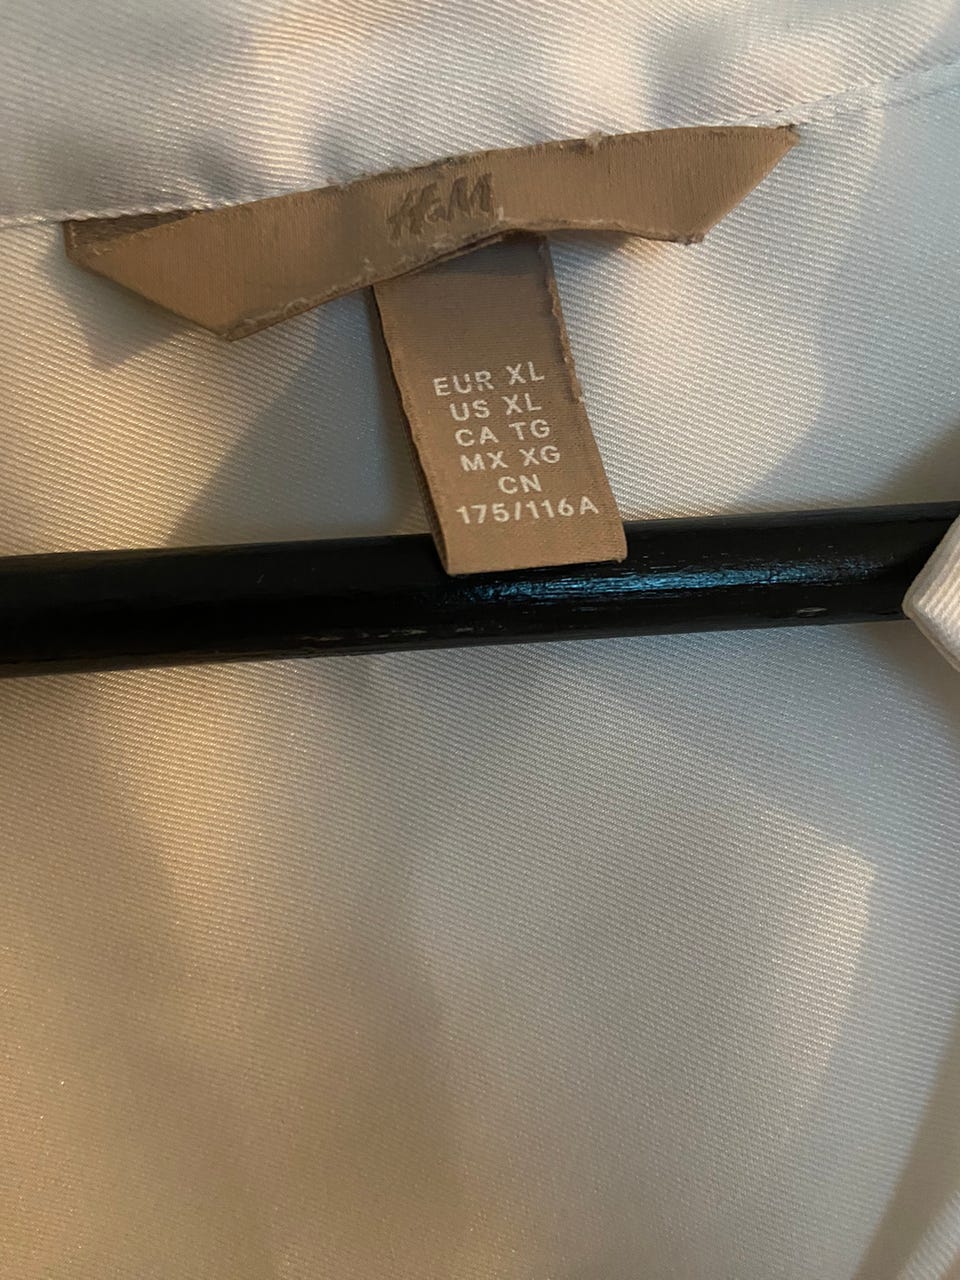 H&M
EUR XL
US XL
CA TG
MX XG
CN
175/116A